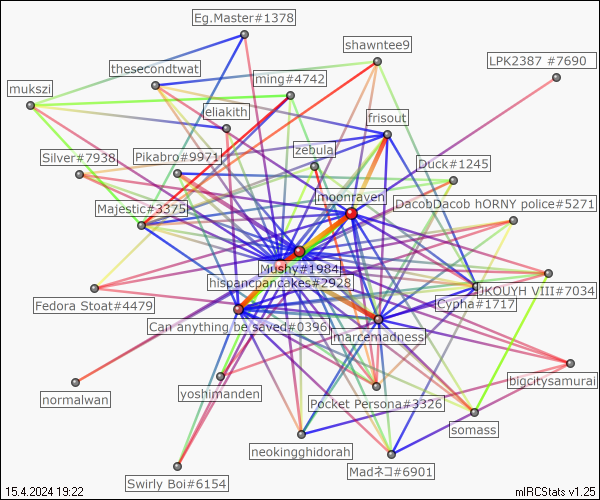 Eg.Master#1378
shawntee9
LPK2387 #7690
thesecondtwat
ming#4742
mukszi
eliakith
frisout
zebula
Silver#7938
Pikabro#9971
Duck#1245
moonraven
DacobDacob hORNY police#5271
Majestic#3375
Mushy#1984
hispancpancakes#2928
JKOUYH VIII#7034
Cypha#1717
Fedora Stoat#4479
Can anything be saved#0396
marcemadness
bigcitysamurai
normalwan
yoshimanden
Pocket Persona#3326
somass
neokingghidorah
Madネコ#6901
Swirly Boi#6154
15.4.2024 19:22
mIRCStats v1.25